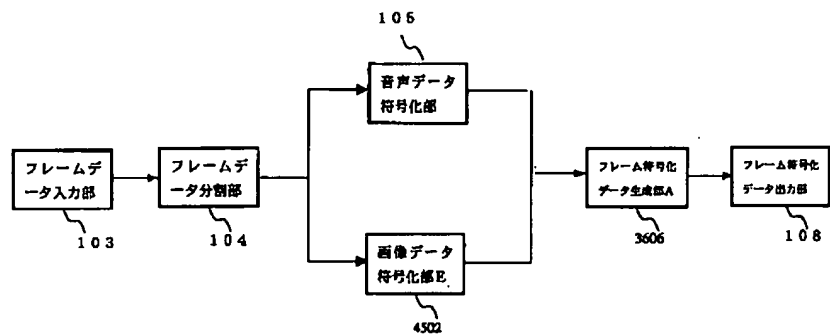 105
音声データ
符号化部
フレームデ
ータ入力部
103
フレームデ
ータ分割部
104
画像データ
符号化部E
4502
フレーム符号化
データ生成部A
3606
フレーム符号化
データ出力部
108